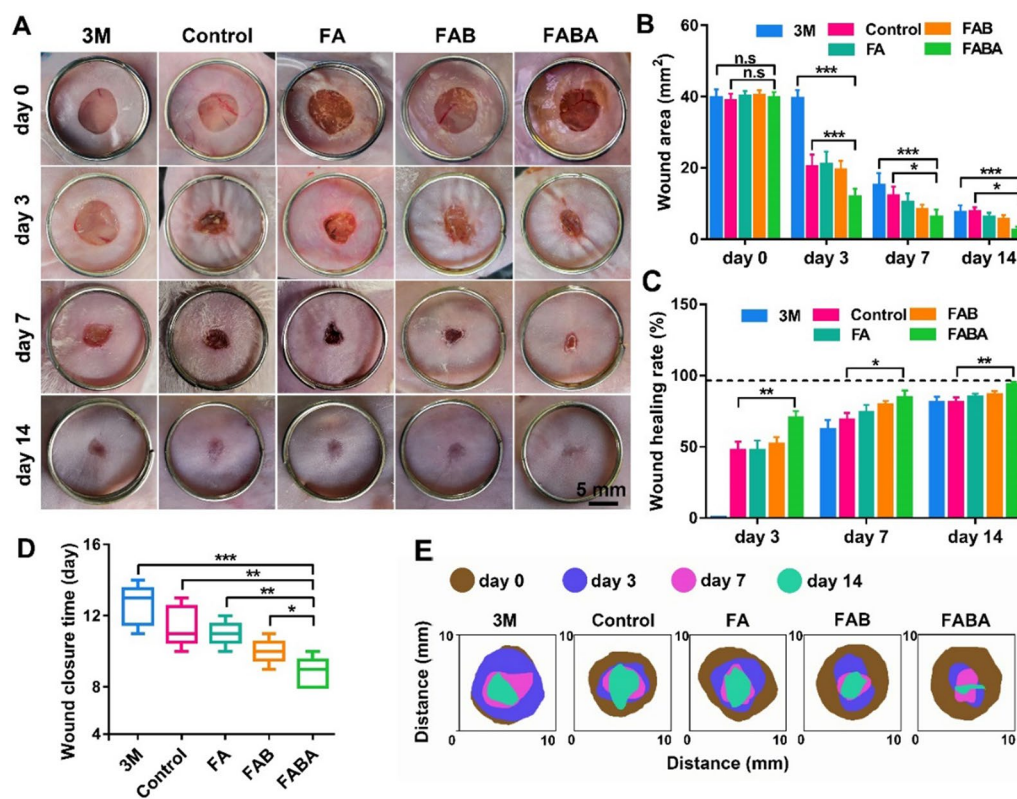 A
3M Control FA FAB FABA
day 0
day 3
day 7
day 14
5 mm
B
3M Control FAB
FA FABA
Wound area (mm²)
60
40
20
0
n.s
n.s
***
***
***
*
***
*
day 0 day 3 day 7 day 14
C
3M Control FAB
FA FABA
Wound healing rate (%)
150
100
50
0
**
*
**
day 3 day 7 day 14
D
Wound closure time (day)
16
12
8
4
***
**
**
*
3M Control FA FAB FABA
E
day 0 day 3 day 7 day 14
3M Control FA FAB FABA
Distance (mm)
10 10 10 10 10
0 10 0 10 0 10 0 10 0 10
Distance (mm)